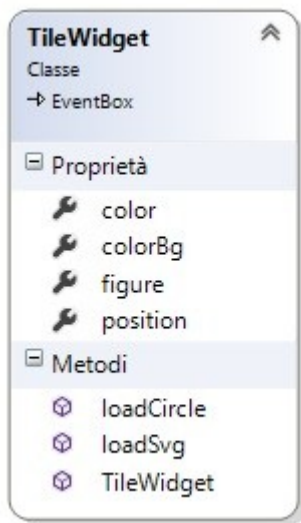 TileWidget
Classe
EventBox
Proprietà
color
colorBg
figure
position
Metodi
loadCircle
loadSvg
TileWidget